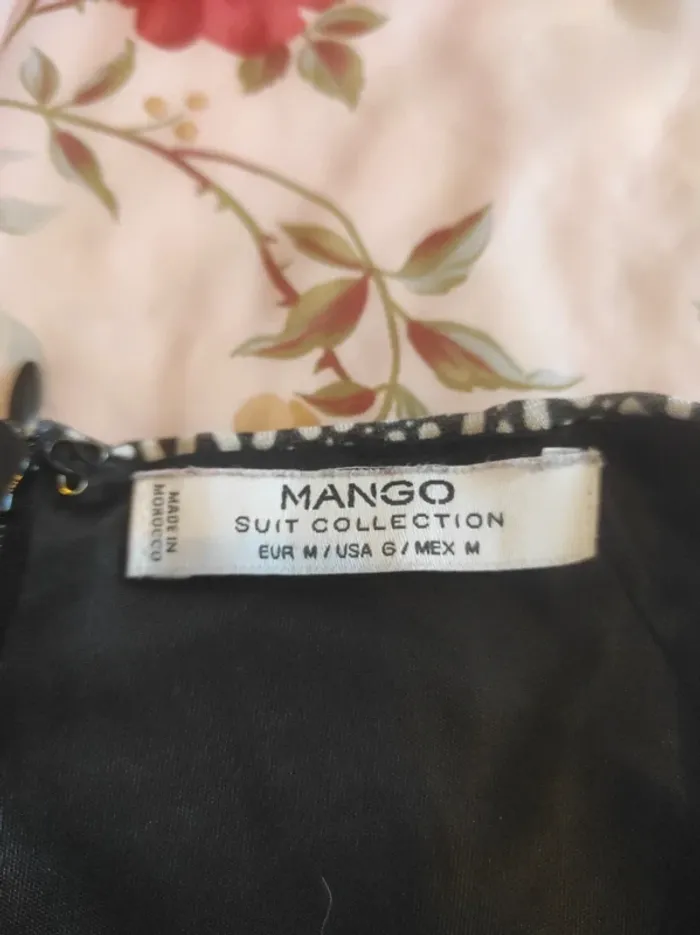 MANGO
SUIT COLLECTION
EUR M / USA 6 / MEX M
MADE IN
MOROCCO